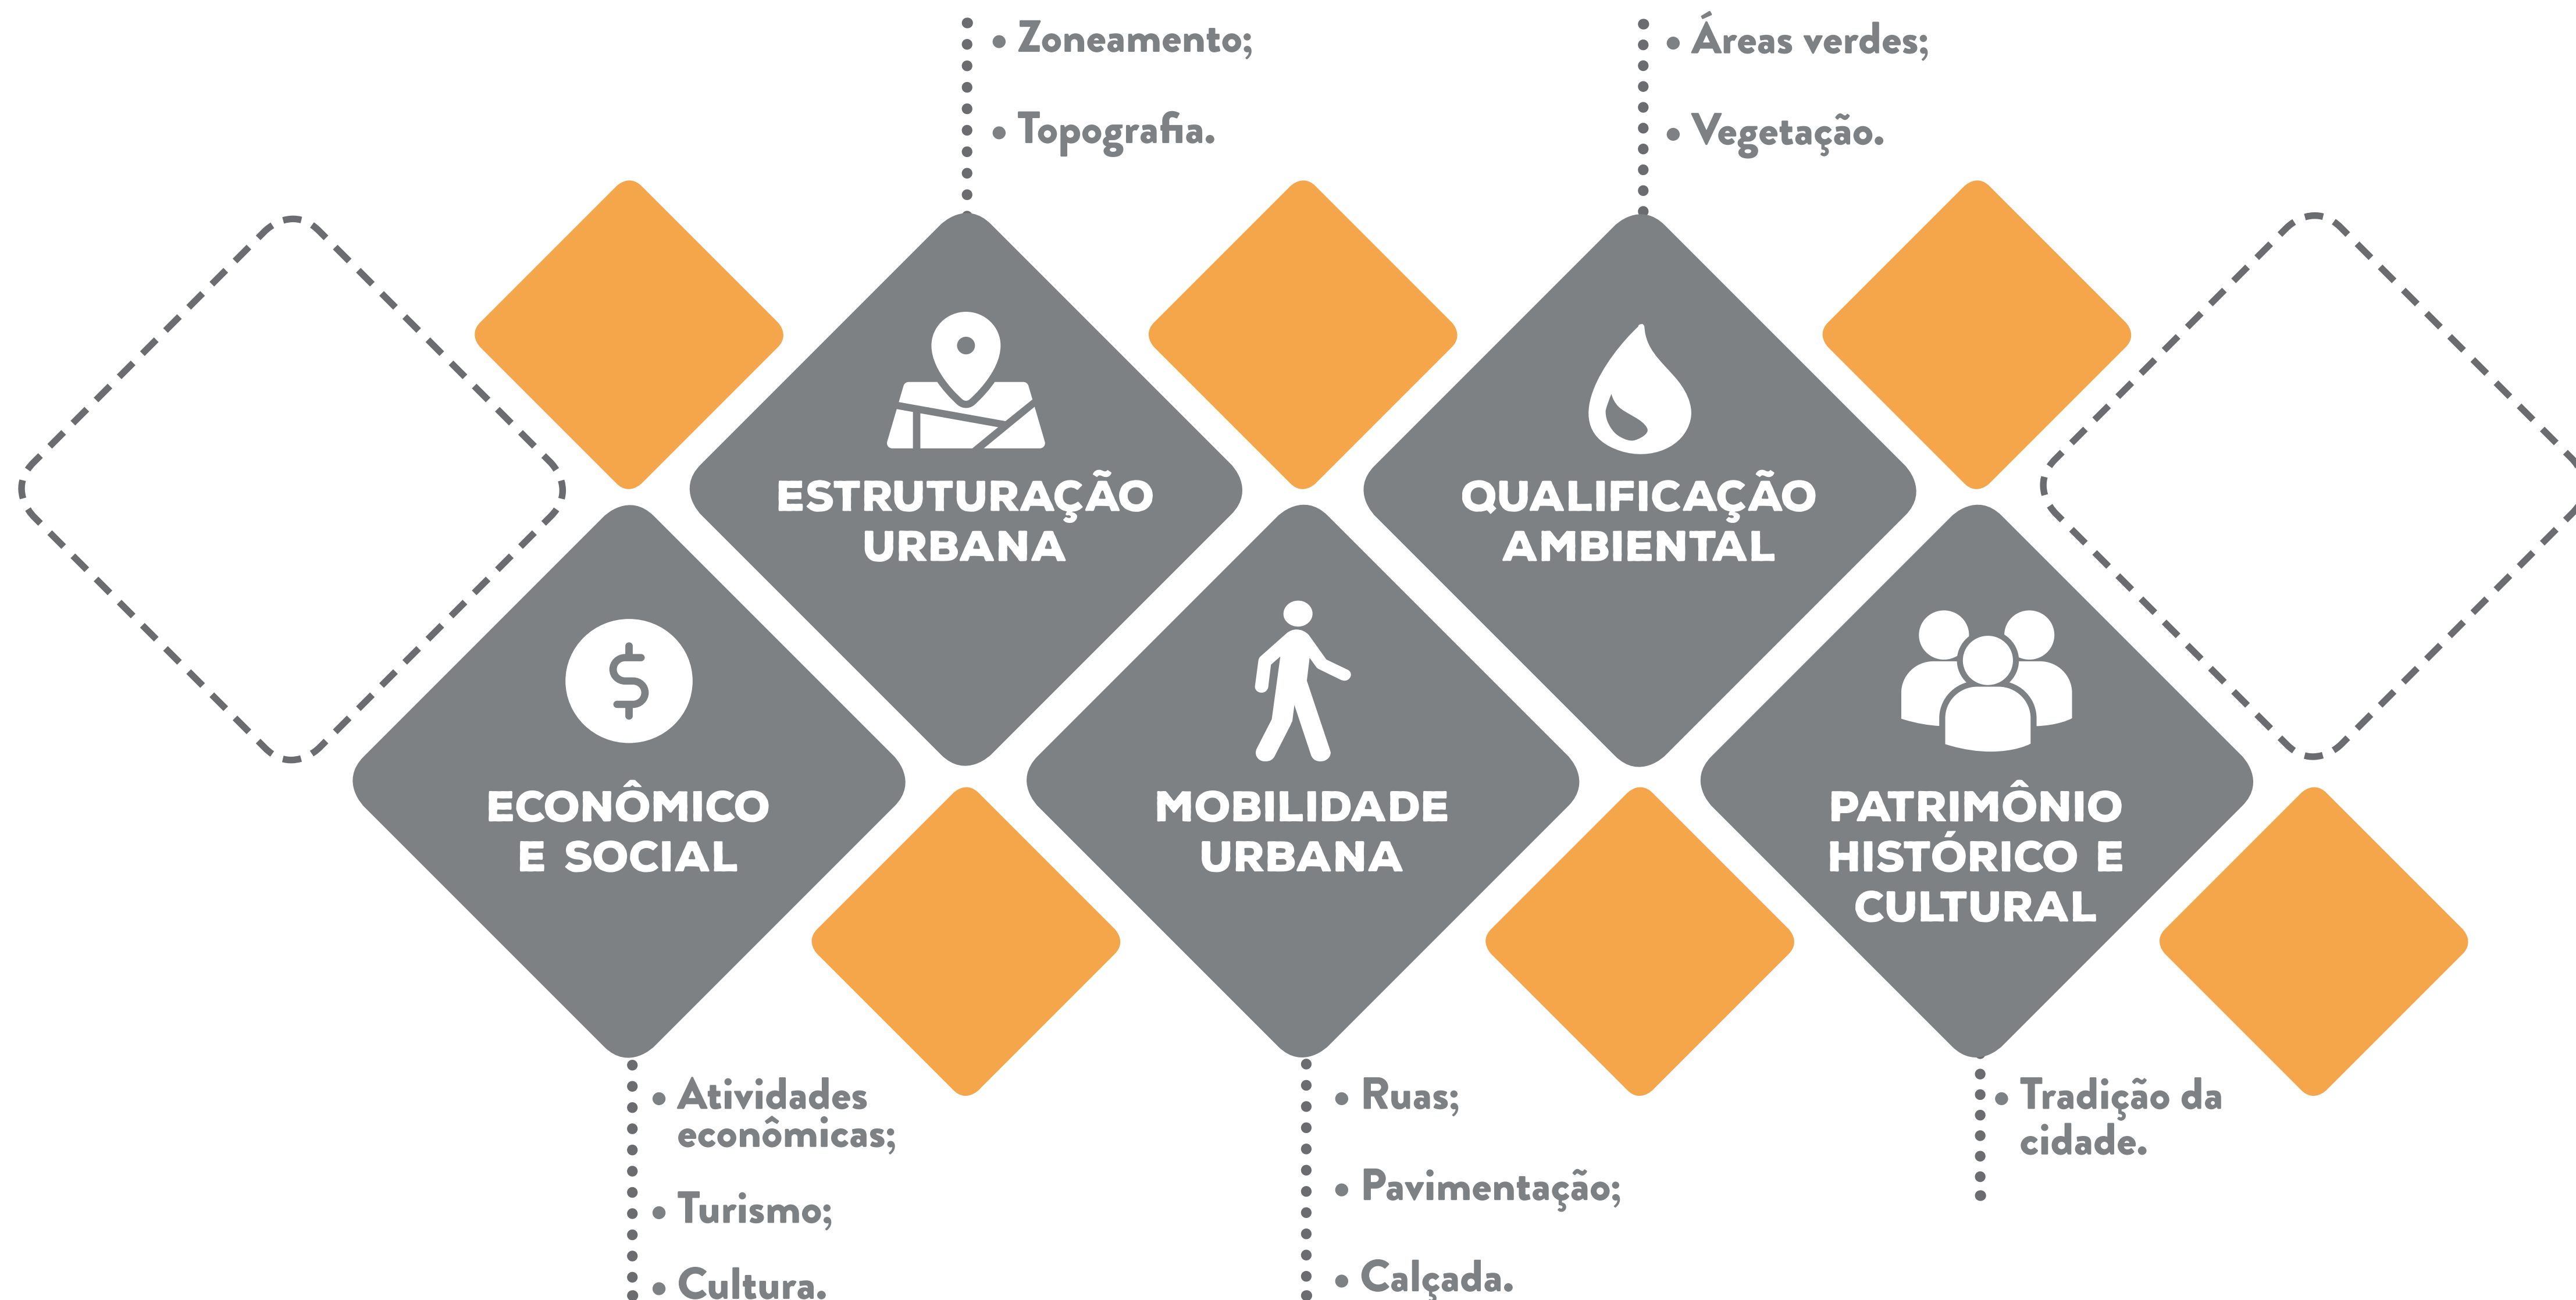 • Zoneamento;
• Topografia.
• Áreas verdes;
• Vegetação.
ESTRUTURAÇÃO
URBANA
QUALIFICAÇÃO
AMBIENTAL
$
ECONÔMICO
E SOCIAL
MOBILIDADE
URBANA
PATRIMÔNIO
HISTÓRICO E
CULTURAL
• Atividades
econômicas;
• Turismo;
• Cultura.
• Ruas;
• Pavimentação;
• Calçada.
• Tradição da
cidade.